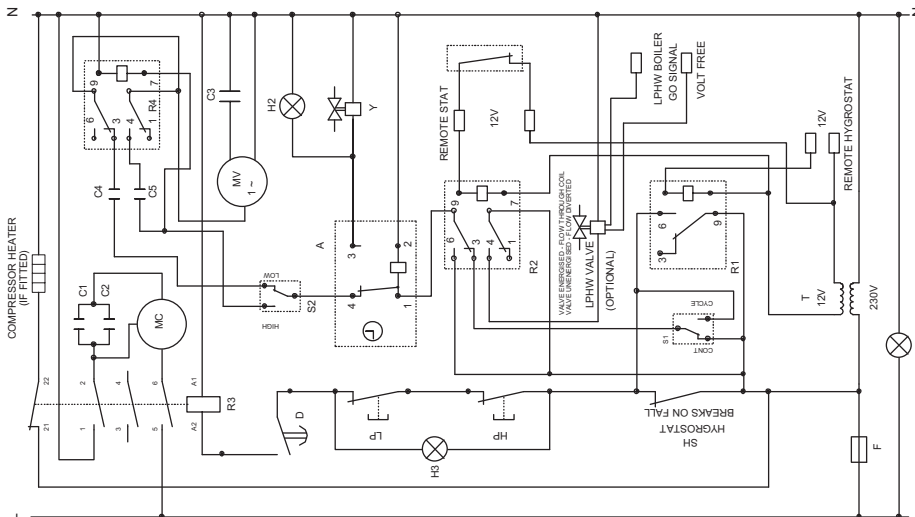 N
N
COMPRESSOR HEATER
(IF FITTED)
C1
C2
MC
22
21
2
1
4
3
6
5
A1
A2
R3
9
7
6
3
4
1
R4
C4
C5
C3
MV
1 ~
H2
Y
A
3
2
4
1
LOW
HIGH
S2
D
LP
HP
H3
REMOTE STAT
12V
9
7
6
3
4
1
R2
VALVE ENERGISED - FLOW THROUGH COIL
VALVE UNENERGISED - FLOW DIVERTED
LPHW VALVE
(OPTIONAL)
LPHW BOILER
GO SIGNAL
VOLT FREE
6
3
9
R1
CYCLE
CONT
S1
SH
HYGROSTAT
BREAKS ON FALL
12V
REMOTE HYGROSTAT
T
12V
230V
F